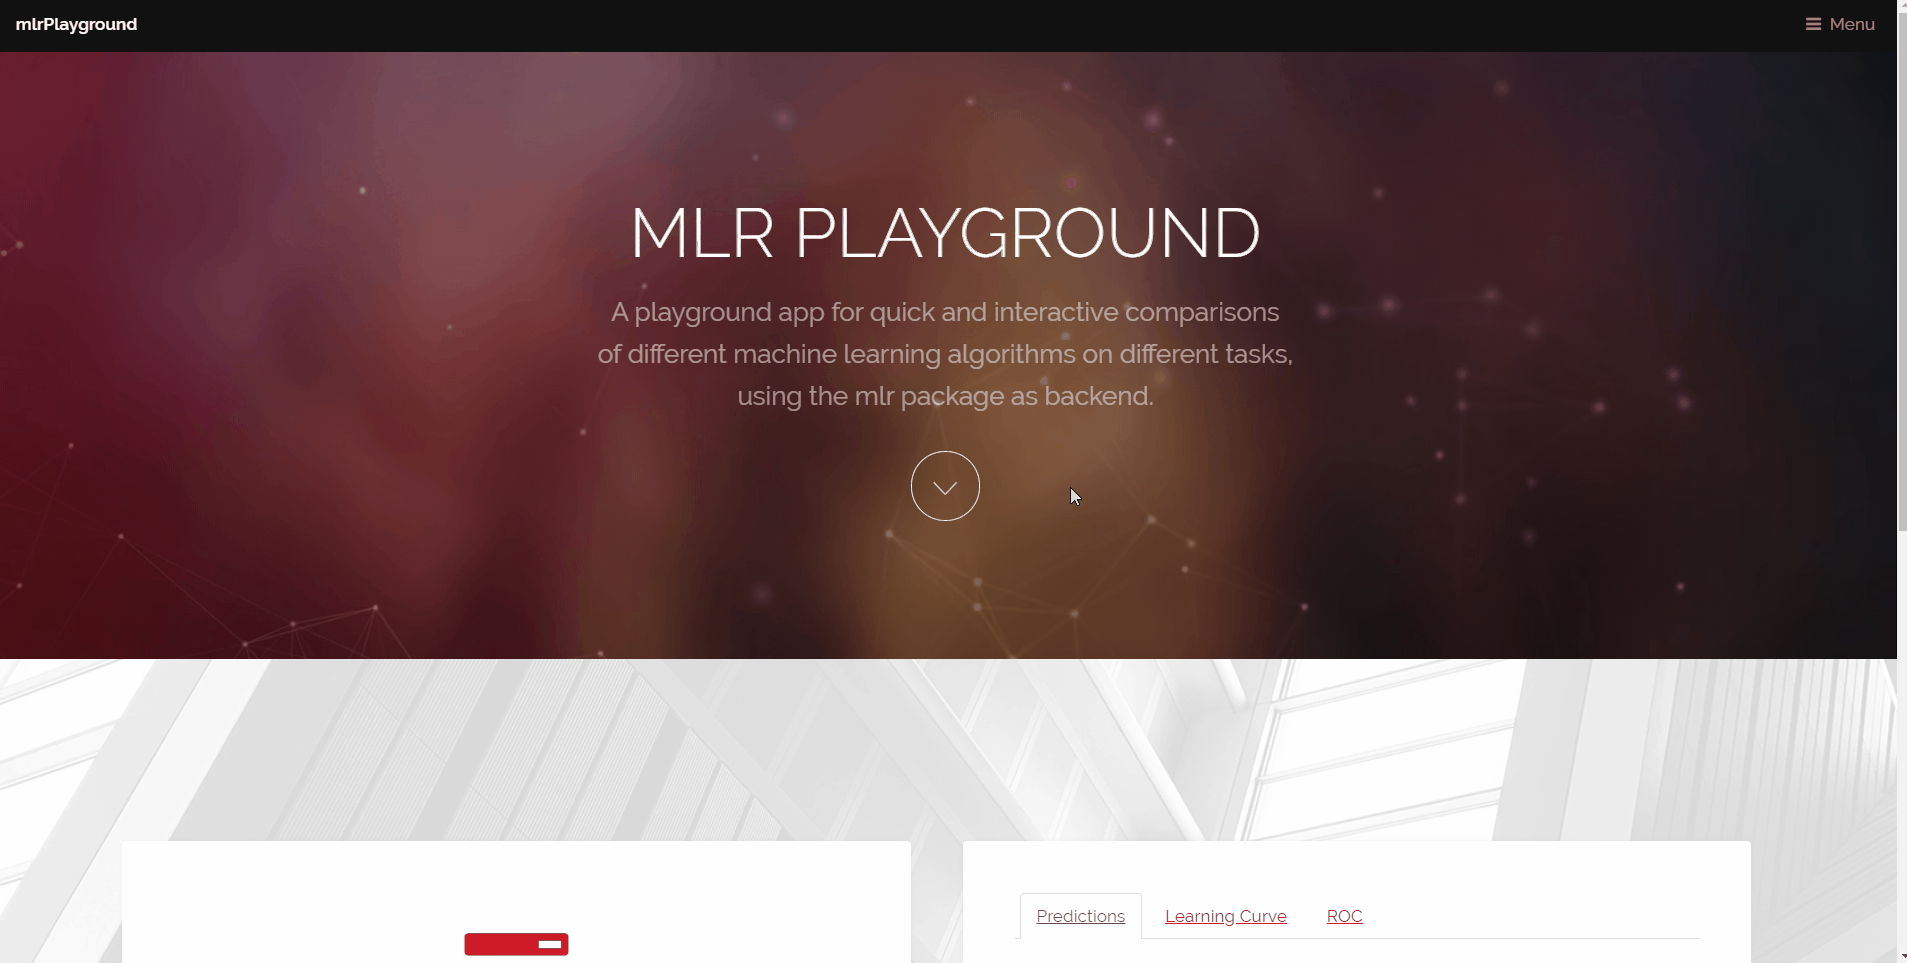 mlrPlayground
Menu
MLR PLAYGROUND
A playground app for quick and interactive comparisons
of different machine learning algorithms on different tasks,
using the mlr package as backend.
Predictions
Learning Curve
ROC